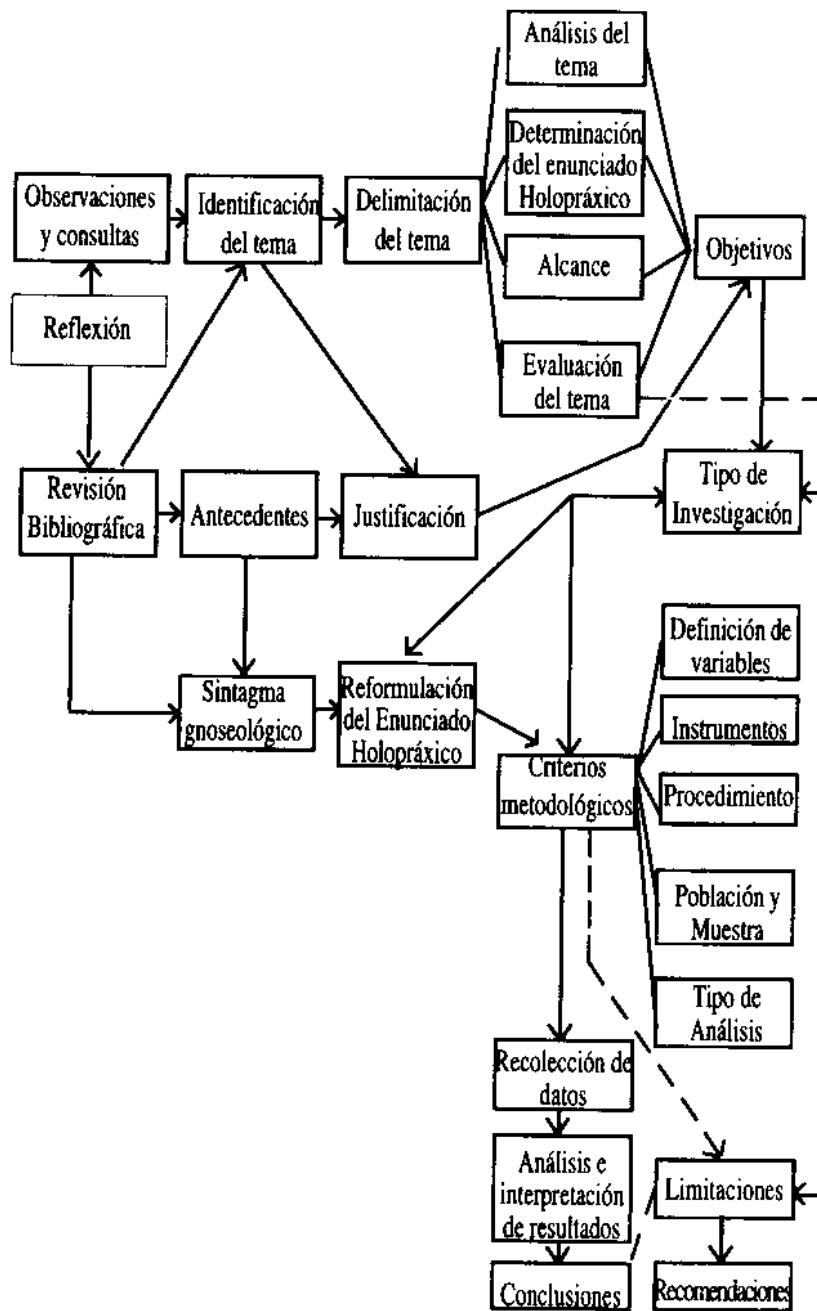 Análisis del
tema
Determinación
del enunciado
Holopráxico
Observaciones
y consultas
Identificación
del tema
Delimitación
del tema
Alcance
Objetivos
Reflexión
Evaluación
del tema
Revisión
Bibliográfica
Antecedentes
Justificación
Tipo de
Investigación
Sintagma
gnoseológico
Reformulación
del Enunciado
Holopráxico
Definición de
variables
Instrumentos
Criterios
metodológicos
Procedimiento
Población y
Muestra
Tipo de
Análisis
Recolección de
datos
Análisis e
interpretación
de resultados
Limitaciones
Conclusiones
Recomendaciones